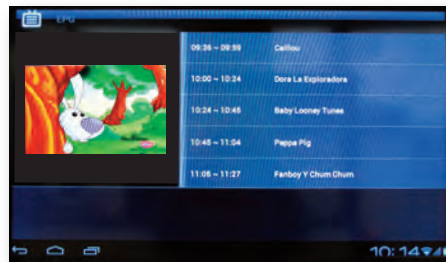 EPG
09:36 – 09:59 Caillou
10:00 – 10:24 Dora La Exploradora
10:24 – 10:45 Baby Looney Tunes
10:45 – 11:04 Peppa Pig
11:05 – 11:27 Fanboy Y Chum Chum
10:14